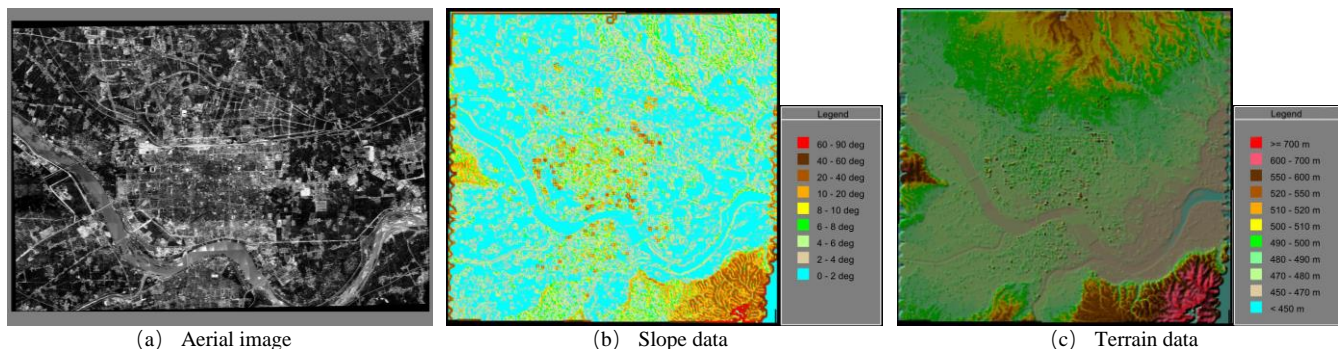 Legend
60 - 90 deg
40 - 60 deg
20 - 40 deg
10 - 20 deg
8 - 10 deg
6 - 8 deg
4 - 6 deg
2 - 4 deg
0 - 2 deg
Legend
>= 700 m
600 - 700 m
550 - 600 m
520 - 550 m
510 - 520 m
500 - 510 m
490 - 500 m
480 - 490 m
470 - 480 m
450 - 470 m
< 450 m
(a) Aerial image
(b) Slope data
(c) Terrain data